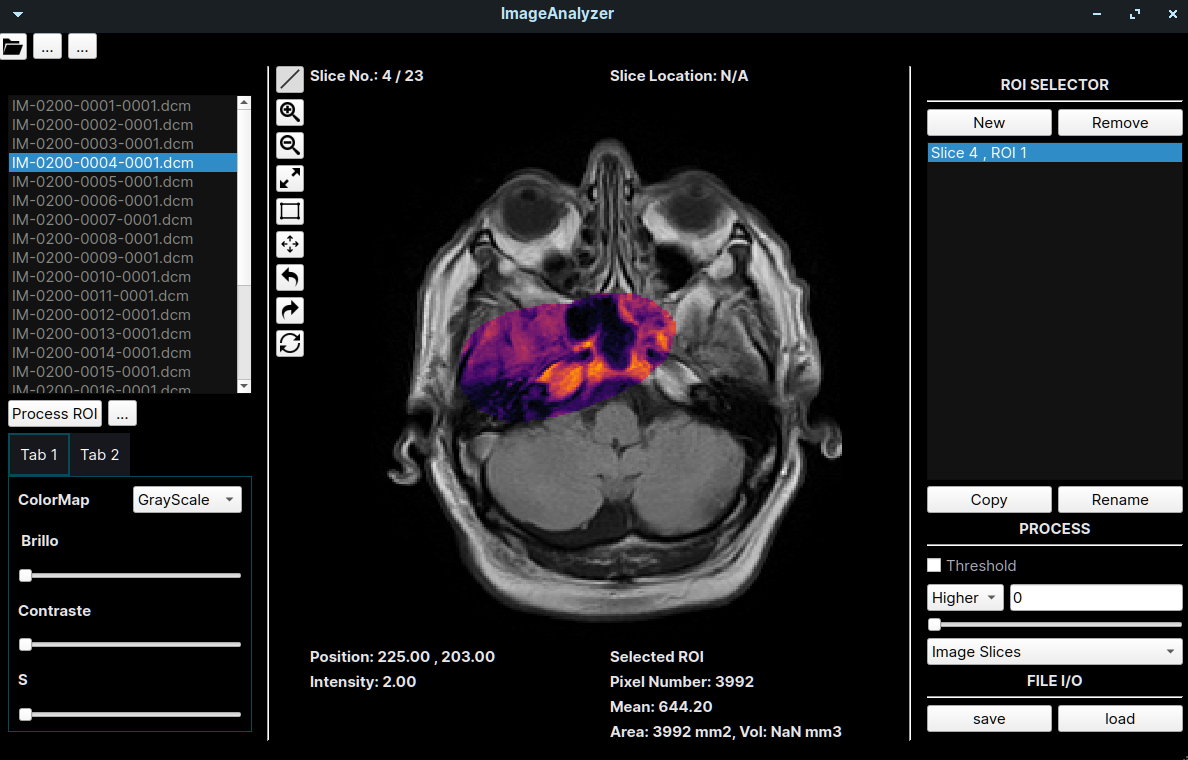 ImageAnalyzer
...
...
IM-0200-0001-0001.dcm
IM-0200-0002-0001.dcm
IM-0200-0003-0001.dcm
IM-0200-0004-0001.dcm
IM-0200-0005-0001.dcm
IM-0200-0006-0001.dcm
IM-0200-0007-0001.dcm
IM-0200-0008-0001.dcm
IM-0200-0009-0001.dcm
IM-0200-0010-0001.dcm
IM-0200-0011-0001.dcm
IM-0200-0012-0001.dcm
IM-0200-0013-0001.dcm
IM-0200-0014-0001.dcm
IM-0200-0015-0001.dcm
IM-0200-0016-0001.dcm
Process ROI
...
Tab 1
Tab 2
ColorMap
GrayScale
Brillo
Contraste
S
Slice No.: 4 / 23
Slice Location: N/A
Position: 225.00 , 203.00
Intensity: 2.00
Selected ROI
Pixel Number: 3992
Mean: 644.20
Area: 3992 mm2, Vol: NaN mm3
ROI SELECTOR
New
Remove
Slice 4 , ROI 1
Copy
Rename
PROCESS
Threshold
Higher
0
Image Slices
FILE I/O
save
load